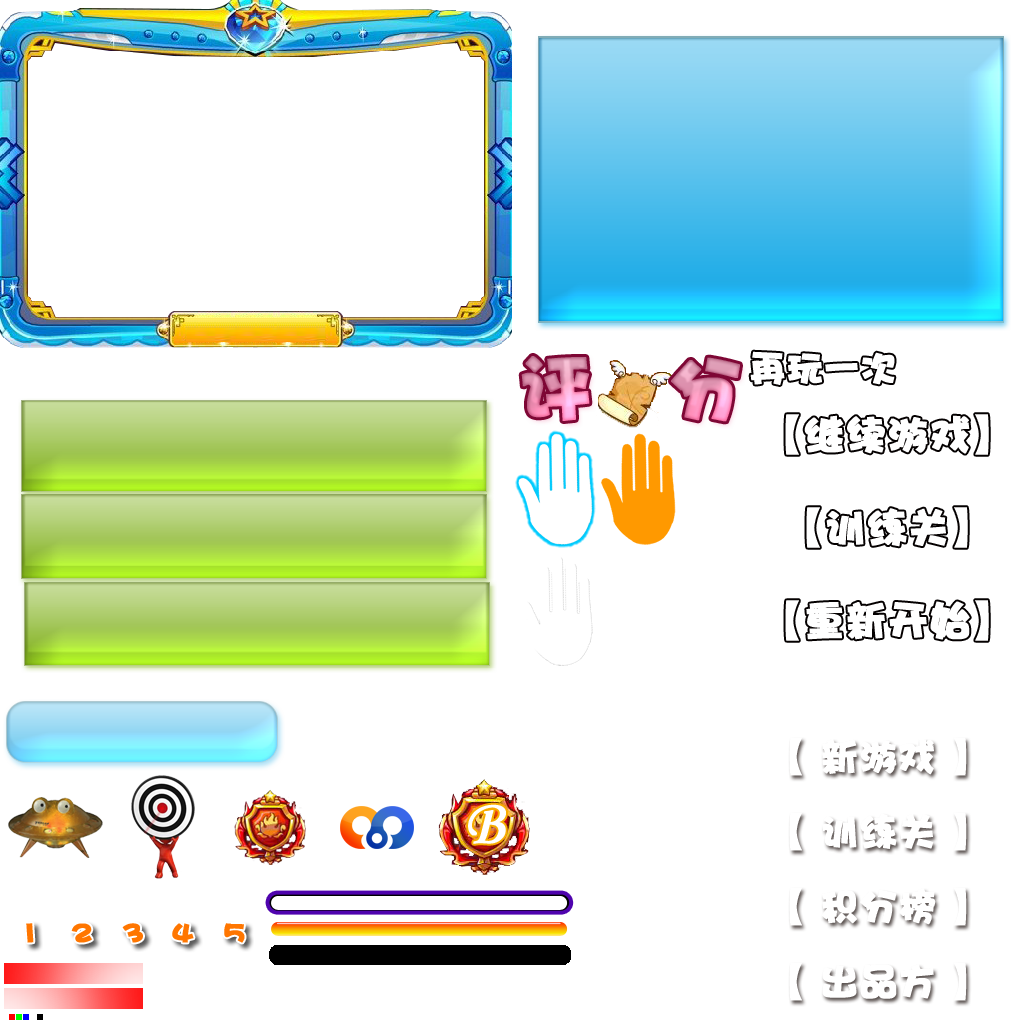 评分
再玩一次
【继续游戏】
【训练关】
【重新开始】
【 新游戏 】
【 训练关 】
B
【 积分榜 】
1 2 3 4 5
【 出品方 】